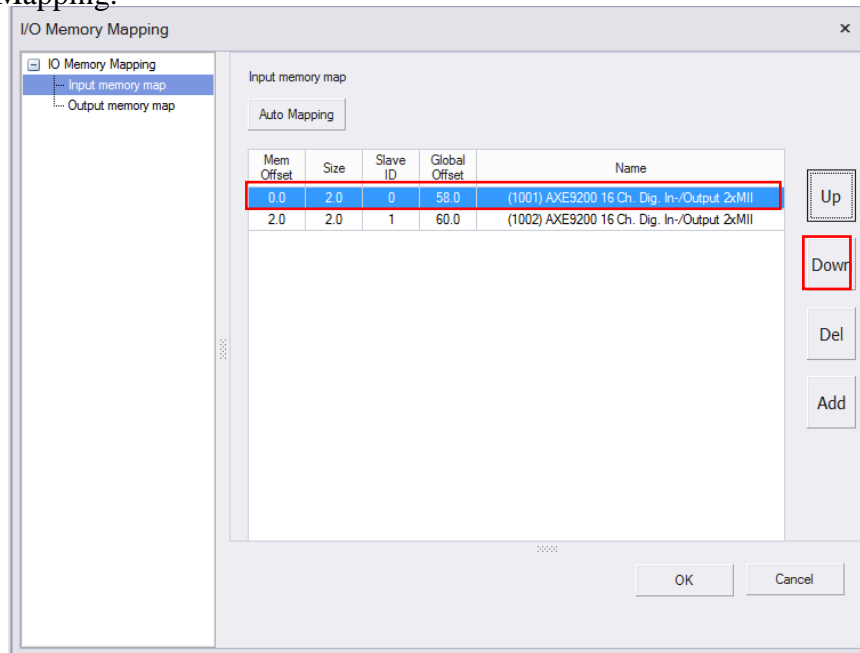 Mapping.
I/O Memory Mapping
IO Memory Mapping
Input memory map
Output memory map
Input memory map
Auto Mapping
Mem Offset Size Slave ID Global Offset Name
0.0 2.0 0 58.0 (1001) AXE9200 16 Ch. Dig. In-/Output 2xMII
2.0 2.0 1 60.0 (1002) AXE9200 16 Ch. Dig. In-/Output 2xMII
Up
Down
Del
Add
OK Cancel